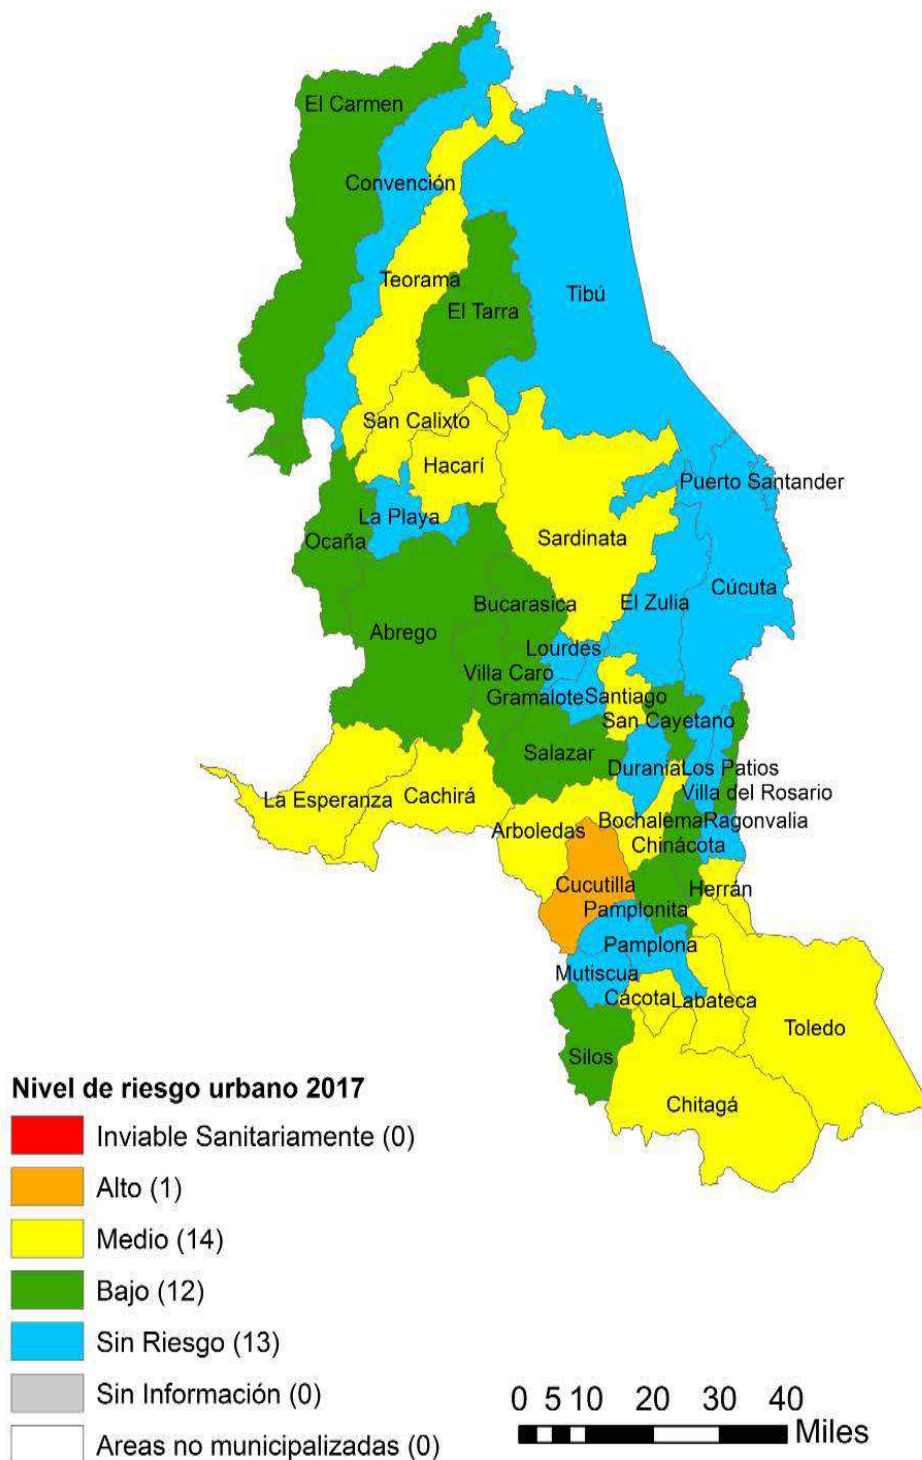 El Carmen
Convención
Teorama
Tibú
El Tarra
San Calixto
Hacarí
Puerto Santander
La Playa
Ocaña
Sardinata
Cúcuta
Bucarasica
El Zulia
Abrego
Lourdes
Villa Caro
Gramalote
Santiago
San Cayetano
Salazar
Durania
Los Patios
La Esperanza
Cachirá
Villa del Rosario
Arboledas
Bochalema
Ragonvalia
Chinácota
Cucutilla
Herrán
Pamplonita
Pamplona
Mutiscua
Cácota
Labateca
Toledo
Silos
Chitagá
Nivel de riesgo urbano 2017
Inviable Sanitariamente (0)
Alto (1)
Medio (14)
Bajo (12)
Sin Riesgo (13)
Sin Información (0)
Areas no municipalizadas (0)
0 5 10 20 30 40
Miles